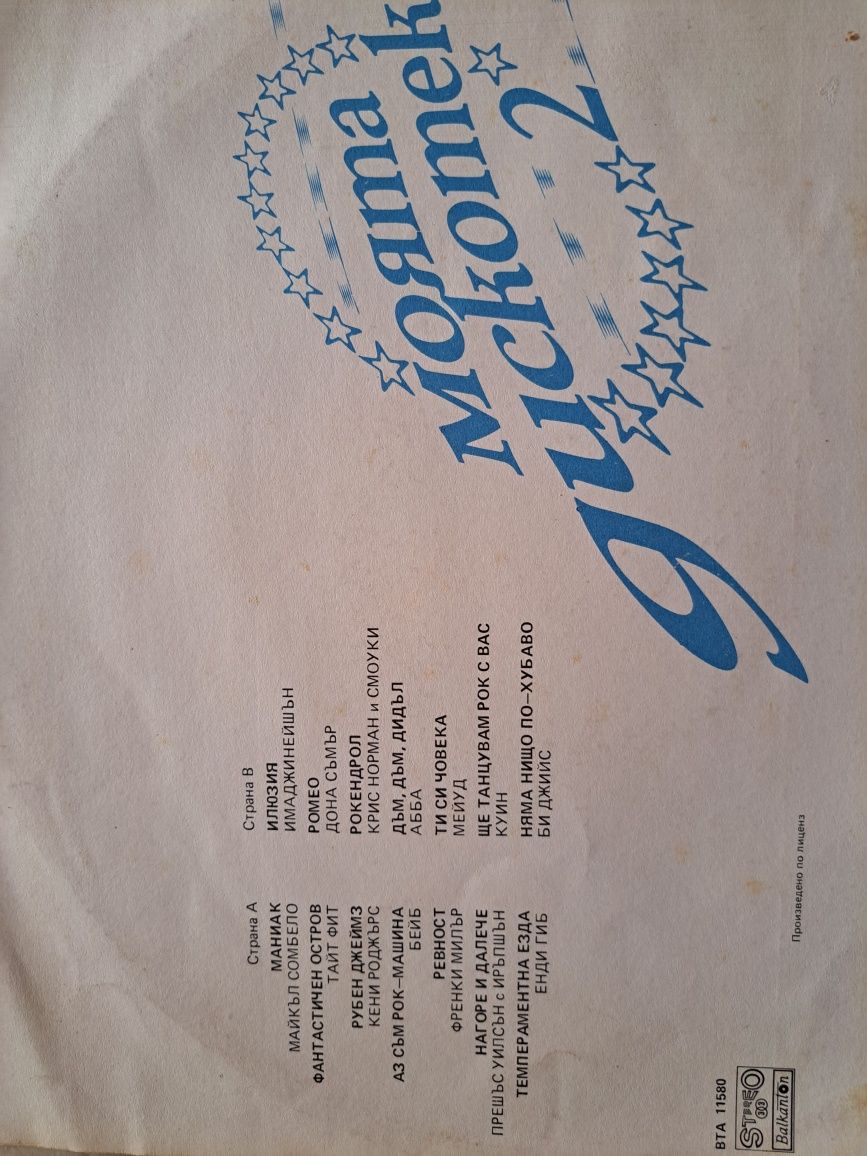 Моята
дискотека
2
Страна А
МАНИАК
МАЙКЪЛ СОМБЕЛО
ФАНТАСТИЧЕН ОСТРОВ
ТАЙТ ФИТ
РУБЕН ДЖЕЙМЗ
КЕНИ РОДЖЪРС
АЗ СЪМ РОК–МАШИНА
БЕЙБ
РЕВНОСТ
ФРЕНКИ МИЛЪР
НАГОРЕ И ДАЛЕЧЕ
ПРЕШЪС УИЛСЪН с ИРЪПШЪН
ТЕМПЕРАМЕНТНА ЕЗДА
ЕНДИ ГИБ
Страна В
ИЛЮЗИЯ
ИМАДЖИНЕЙШЪН
РОМЕО
ДОНА СЪМЪР
РОКЕНДРОЛ
КРИС НОРМАН и СМОУКИ
ДЪМ, ДЪМ, ДИДЪЛ
АББА
ТИ СИ ЧОВЕКА
МЕЙУД
ЩЕ ТАНЦУВАМ РОК С ВАС
КУИН
НЯМА НИЩО ПО–ХУБАВО
БИ ДЖИЙС
Произведено по лиценз
ВТА 11580
STEREO
33
Balkanton